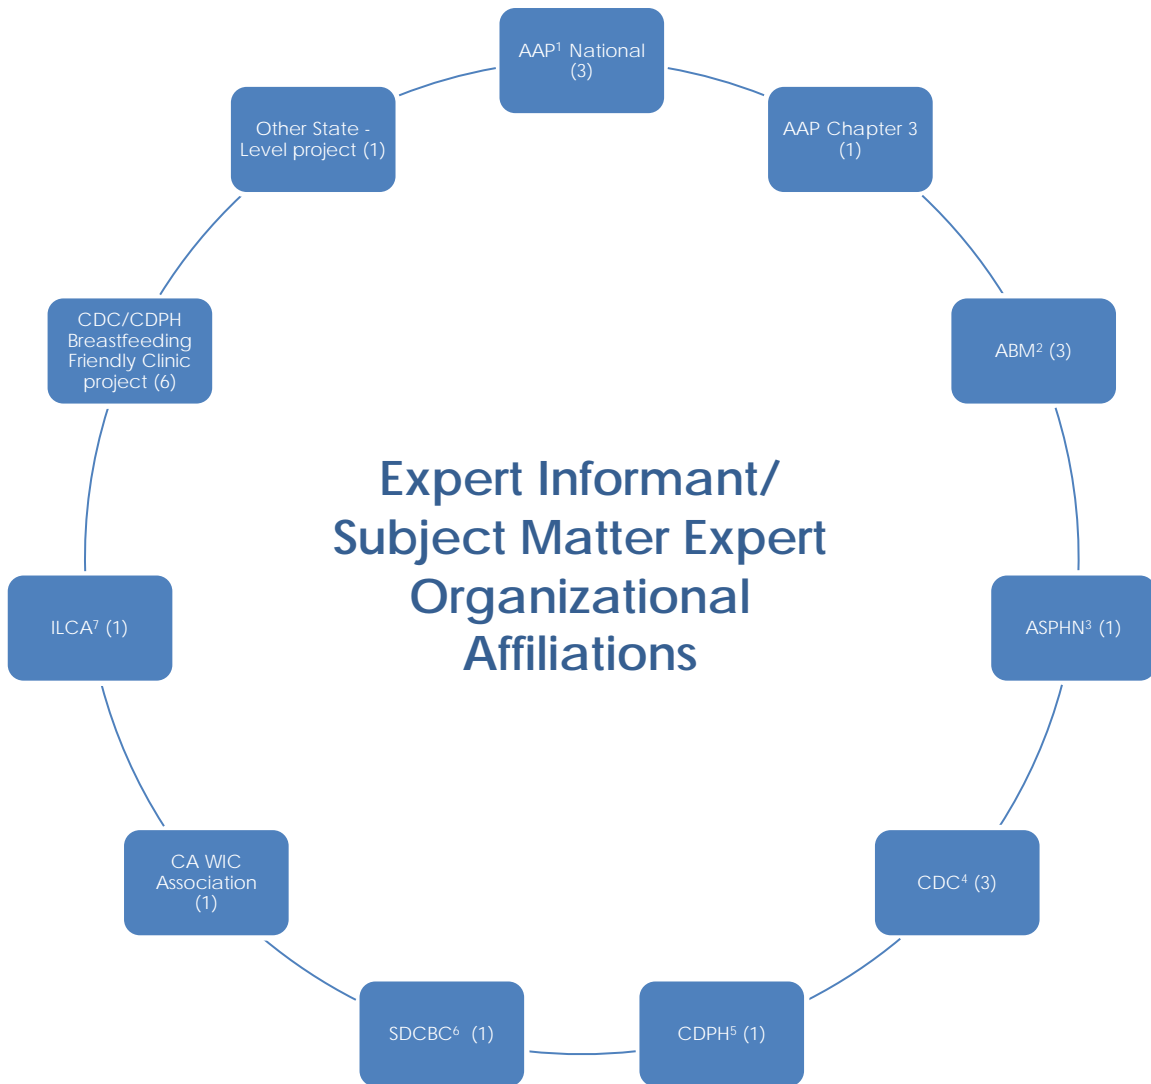 AAP¹ National
(3)
AAP Chapter 3
(1)
ABM² (3)
ASPHN³ (1)
CDC⁴ (3)
CDPH⁵ (1)
SDCBC⁶ (1)
CA WIC
Association
(1)
ILCA⁷ (1)
CDC/CDPH
Breastfeeding
Friendly Clinic
project (6)
Other State -
Level project (1)
Expert Informant/
Subject Matter Expert
Organizational
Affiliations